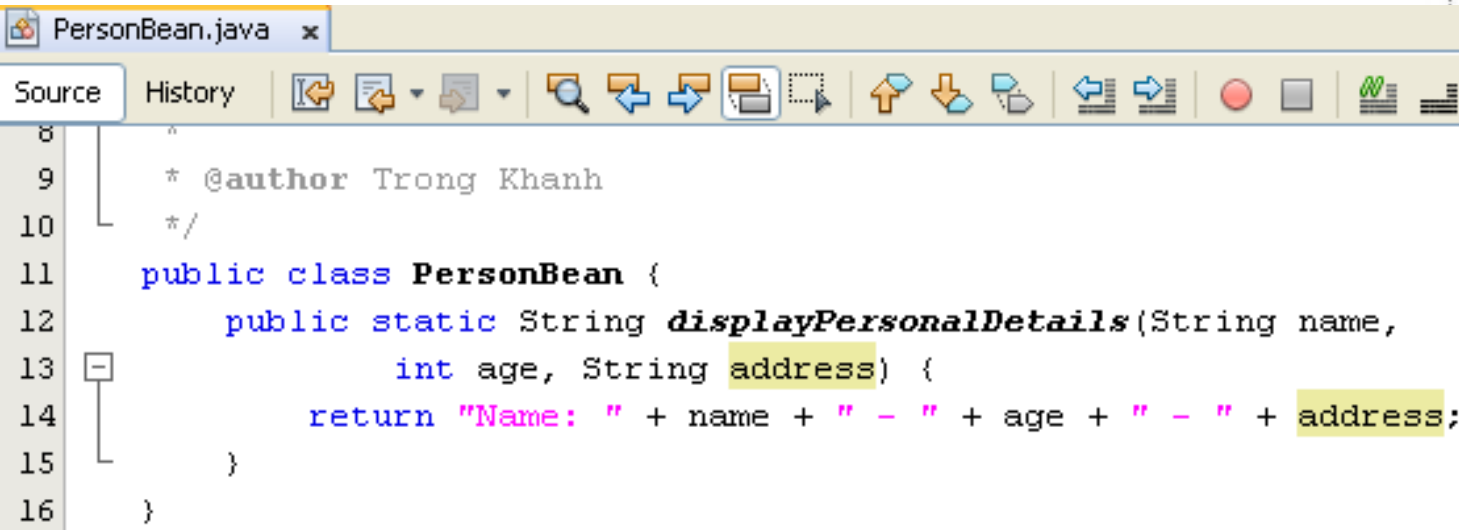 PersonBean.java x
Source History
8 *
9 * @author Trong Khanh
10 */
11 public class PersonBean {
12 public static String displayPersonalDetails(String name,
13 int age, String address) {
14 return "Name: " + name + " - " + age + " - " + address;
15 }
16 }